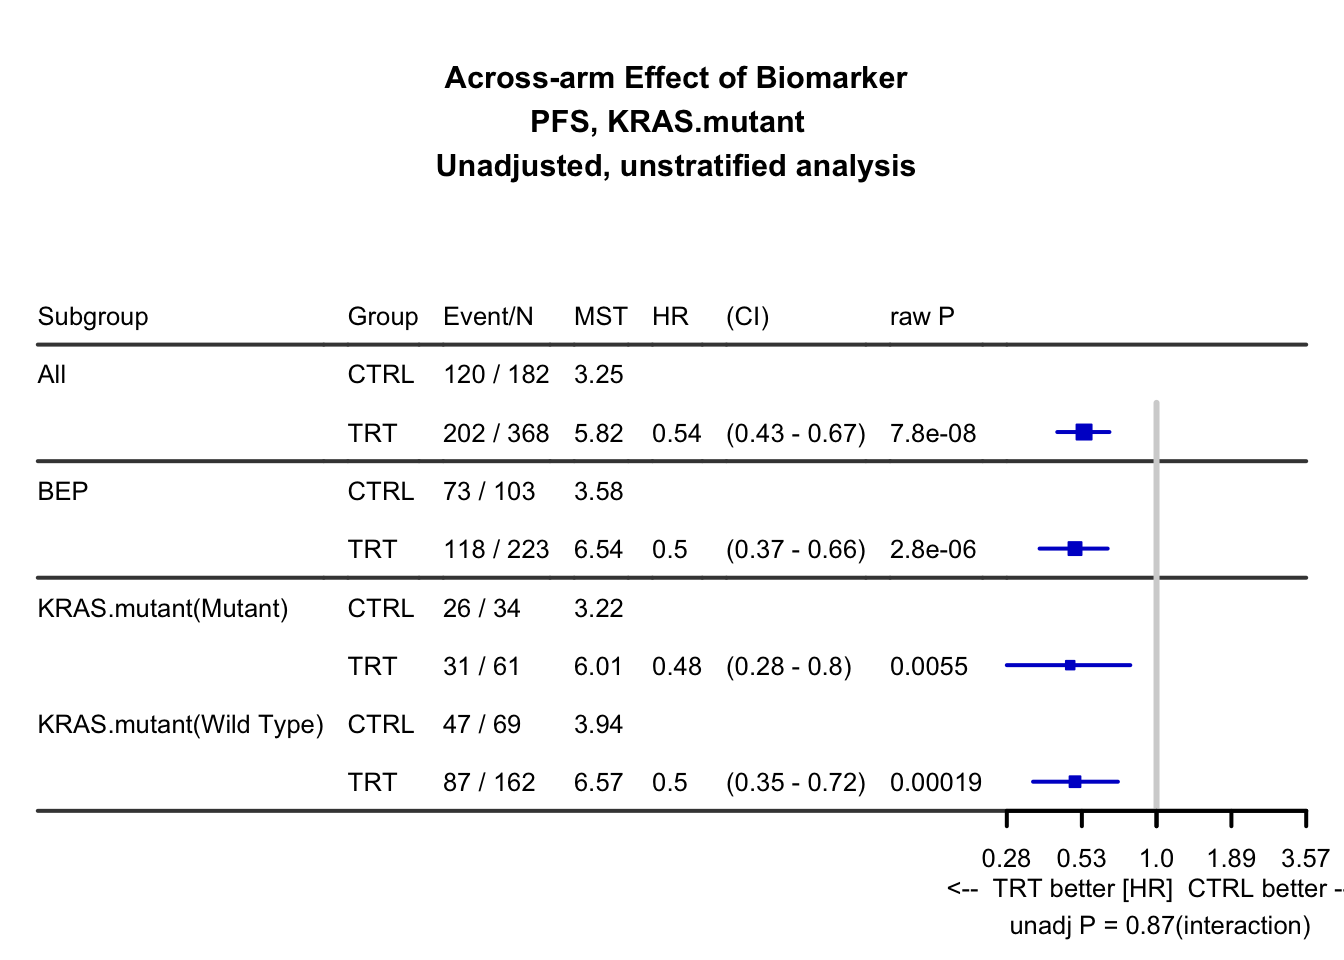 Across-arm Effect of Biomarker
PFS, KRAS.mutant
Unadjusted, unstratified analysis
Subgroup Group Event/N MST HR (CI) raw P
All CTRL 120 / 182 3.25
TRT 202 / 368 5.82 0.54 (0.43 - 0.67) 7.8e-08
BEP CTRL 73 / 103 3.58
TRT 118 / 223 6.54 0.5 (0.37 - 0.66) 2.8e-06
KRAS.mutant(Mutant) CTRL 26 / 34 3.22
TRT 31 / 61 6.01 0.48 (0.28 - 0.8) 0.0055
KRAS.mutant(Wild Type) CTRL 47 / 69 3.94
TRT 87 / 162 6.57 0.5 (0.35 - 0.72) 0.00019
0.28 0.53 1.0 1.89 3.57
<-- TRT better [HR] CTRL better -
unadj P = 0.87(interaction)